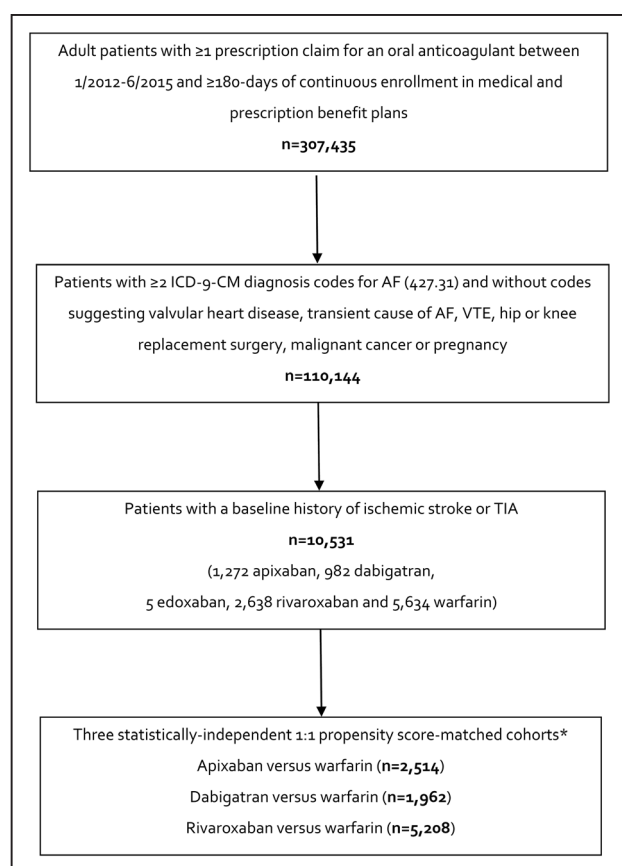 Adult patients with ≥1 prescription claim for an oral anticoagulant between
1/2012-6/2015 and ≥180-days of continuous enrollment in medical and
prescription benefit plans
n=307,435
Patients with ≥2 ICD-9-CM diagnosis codes for AF (427.31) and without codes
suggesting valvular heart disease, transient cause of AF, VTE, hip or knee
replacement surgery, malignant cancer or pregnancy
n=110,144
Patients with a baseline history of ischemic stroke or TIA
n=10,531
(1,272 apixaban, 982 dabigatran,
5 edoxaban, 2,638 rivaroxaban and 5,634 warfarin)
Three statistically-independent 1:1 propensity score-matched cohorts*
Apixaban versus warfarin (n=2,514)
Dabigatran versus warfarin (n=1,962)
Rivaroxaban versus warfarin (n=5,208)